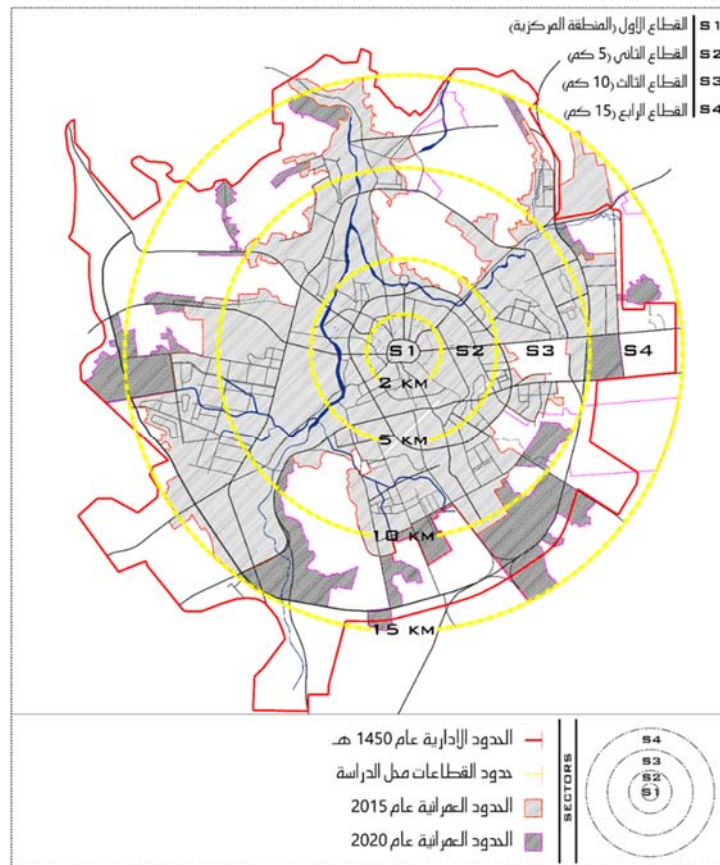 القطاع الاول (المنطقة المركزية) S1
القطاع الثاني (5 كم) S2
القطاع الثالث (10 كم) S3
القطاع الرابع (15 كم) S4
S1 S2 S3 S4
2 KM
5 KM
10 KM
15 KM
الحدود الادارية عام 1450 هـ
حدود القطاعات محل الدراسة
الحدود العمرانية عام 2015
الحدود العمرانية عام 2020
SECTORS
S4
S3
S2
S1